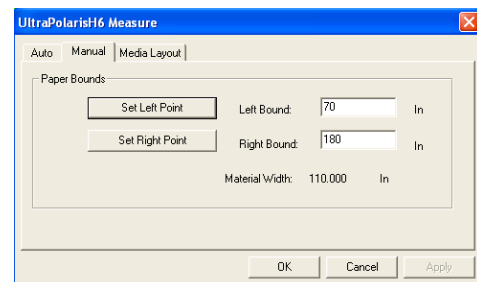 UltraPolarisH6 Measure
Auto Manual Media Layout
Paper Bounds
Set Left Point Left Bound: 70 In
Set Right Point Right Bound: 180 In
Material Width: 110.000 In
OK Cancel Apply